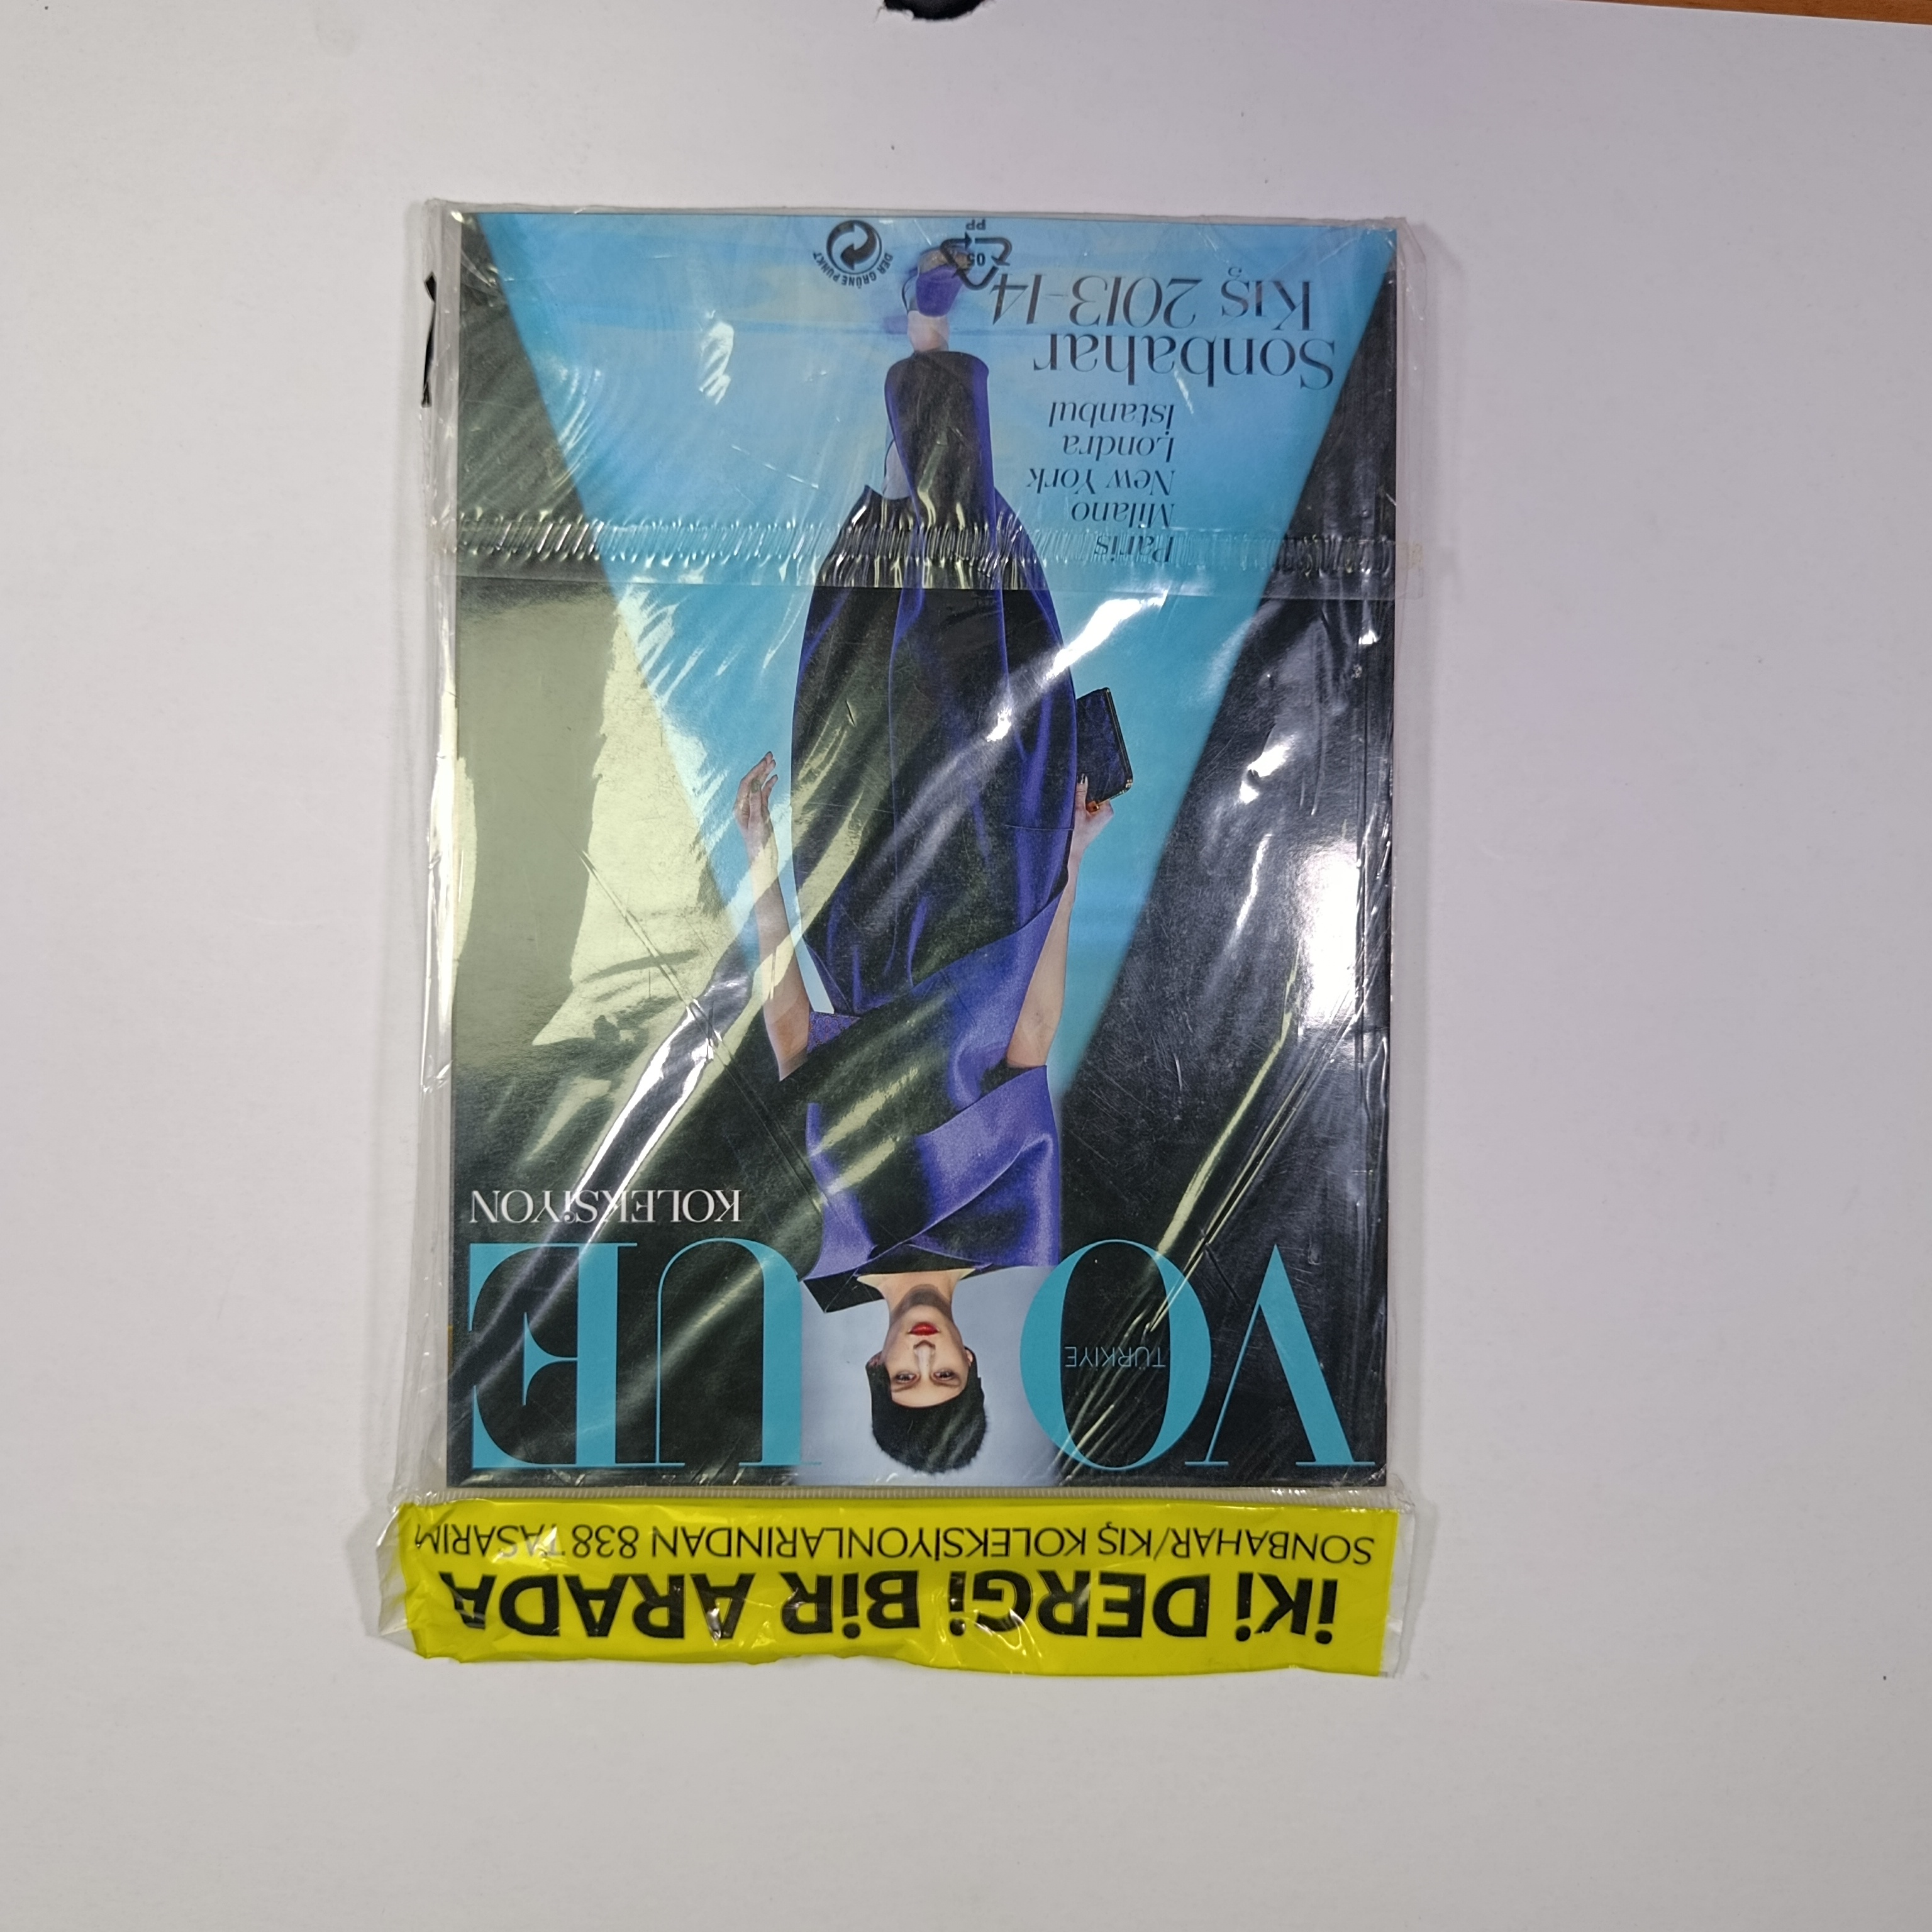 İKİ DERGİ BİR ARADA
SONBAHAR/KIŞ KOLEKSİYONLARINDAN 838 TASARIM
VOUE
TÜRKİYE
KOLEKSİYON
Paris
Milano
New York
Londra
İstanbul
Sonbahar
Kış 2013-14
05
PP
DER GRÜNE PUNKT